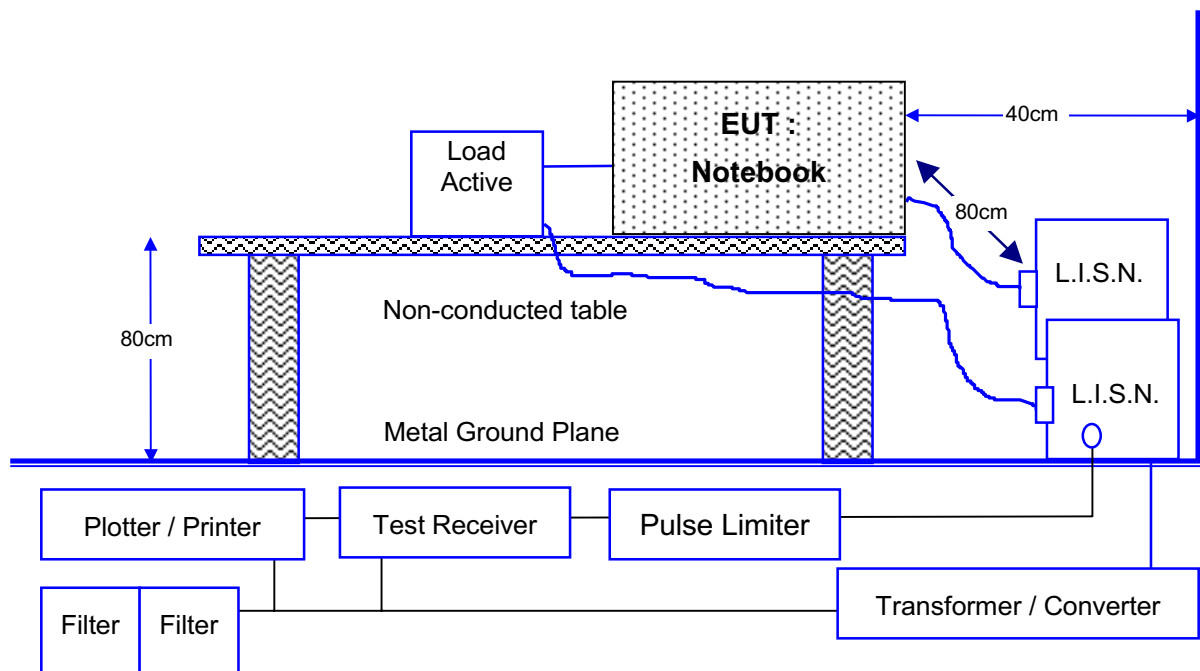 40cm
EUT :
Notebook
Load
Active
80cm
L.I.S.N.
Non-conducted table
80cm
L.I.S.N.
Metal Ground Plane
Plotter / Printer
Test Receiver
Pulse Limiter
Transformer / Converter
Filter
Filter